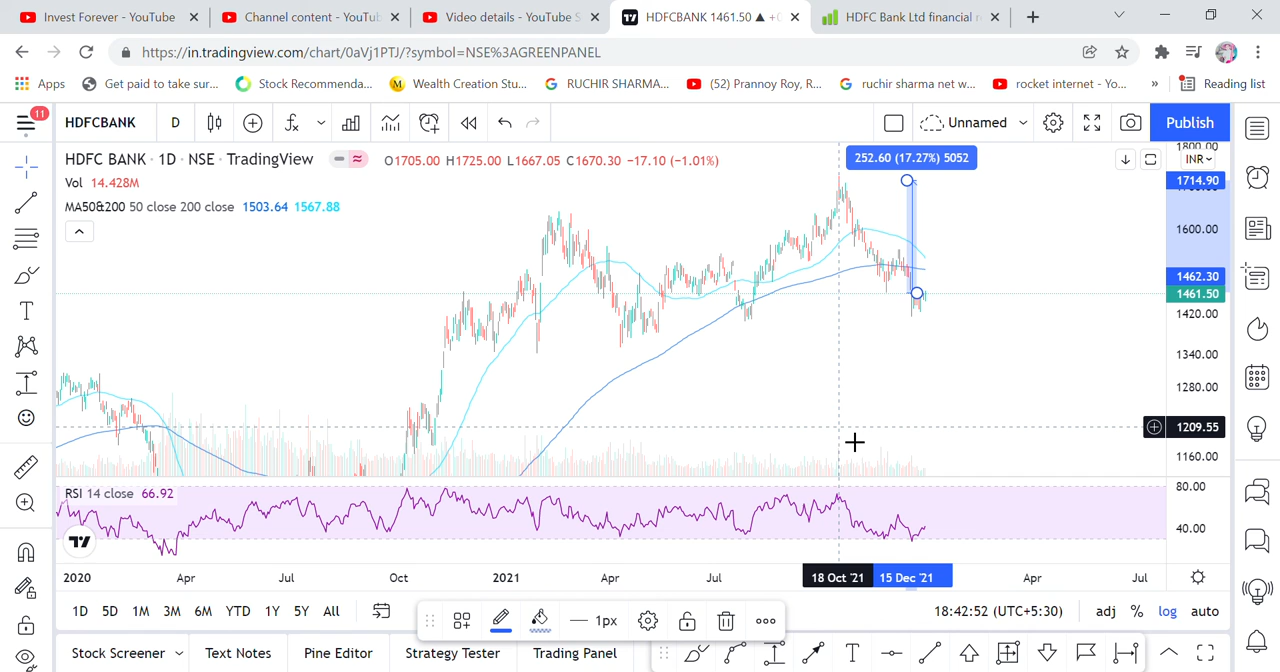 Invest Forever - YouTube
Channel content - YouTub
Video details - YouTube S
HDFCBANK 1461.50 ▲ +0
HDFC Bank Ltd financial r
https://in.tradingview.com/chart/0aVj1PTJ/?symbol=NSE%3AGREENPANEL
Apps Get paid to take sur... Stock Recommenda... Wealth Creation Stu... RUCHIR SHARMA... (52) Prannoy Roy, R... ruchir sharma net w... rocket internet - Yo... » Reading list
11 HDFCBANK D Unnamed Publish
HDFC BANK · 1D · NSE · TradingView O1705.00 H1725.00 L1667.05 C1670.30 −17.10 (−1.01%)
252.60 (17.27%) 5052
INR
Vol 14.428M
MA50&200 50 close 200 close 1503.64 1567.88
1800.00
1714.90
1600.00
1462.30
1461.50
1420.00
1340.00
1280.00
1209.55
1160.00
RSI 14 close 66.92
80.00
40.00
2020 Apr Jul Oct 2021 Apr Jul 18 Oct '21 15 Dec '21 Apr Jul
1D 5D 1M 3M 6M YTD 1Y 5Y All 1px 18:42:52 (UTC+5:30) adj % log auto
Stock Screener Text Notes Pine Editor Strategy Tester Trading Panel